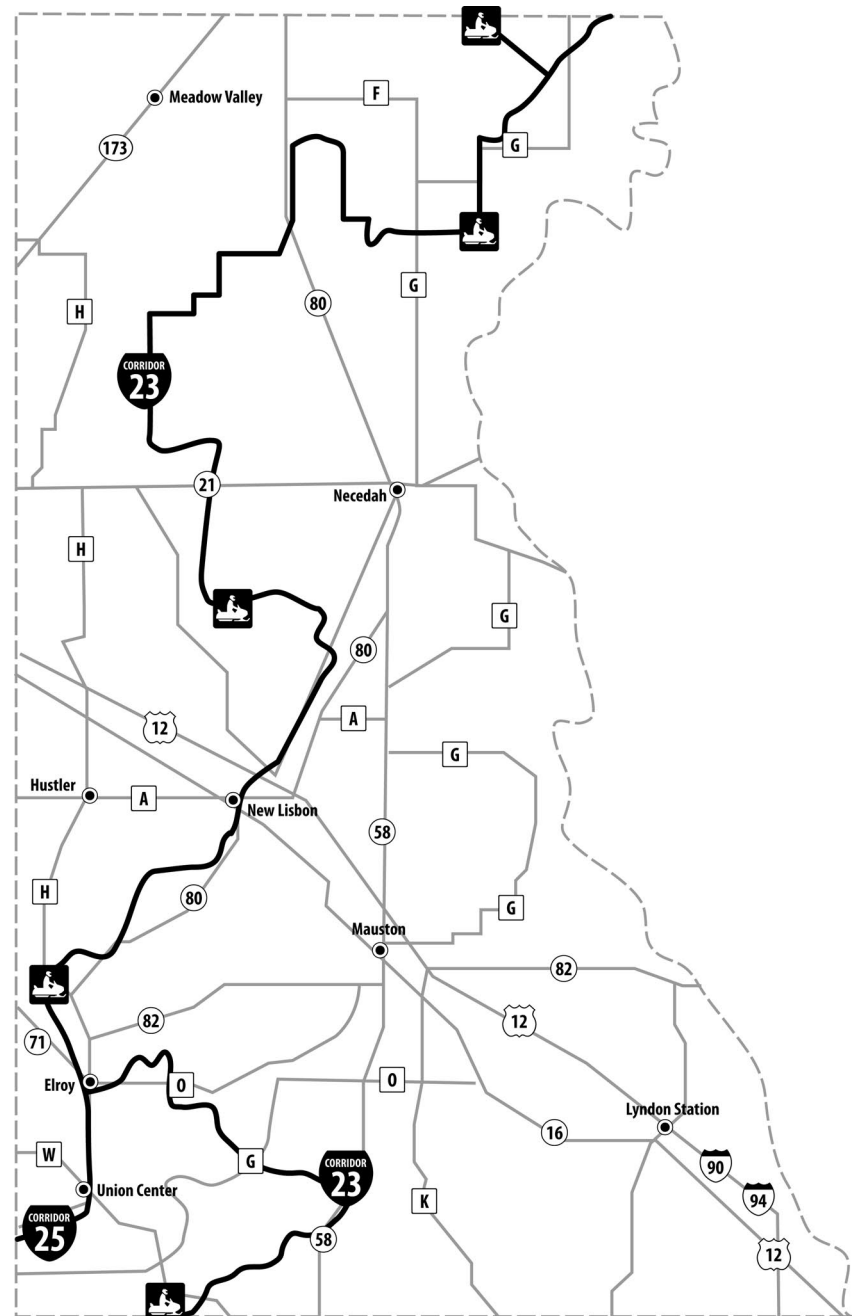 Meadow Valley
F
173
G
H
G
80
CORRIDOR
23
21
Necedah
H
G
80
12
A
G
Hustler
A
New Lisbon
58
H
80
G
Mauston
82
82
12
71
Elroy
O
O
Lyndon Station
16
W
G
CORRIDOR
23
90
Union Center
K
94
CORRIDOR
25
58
12